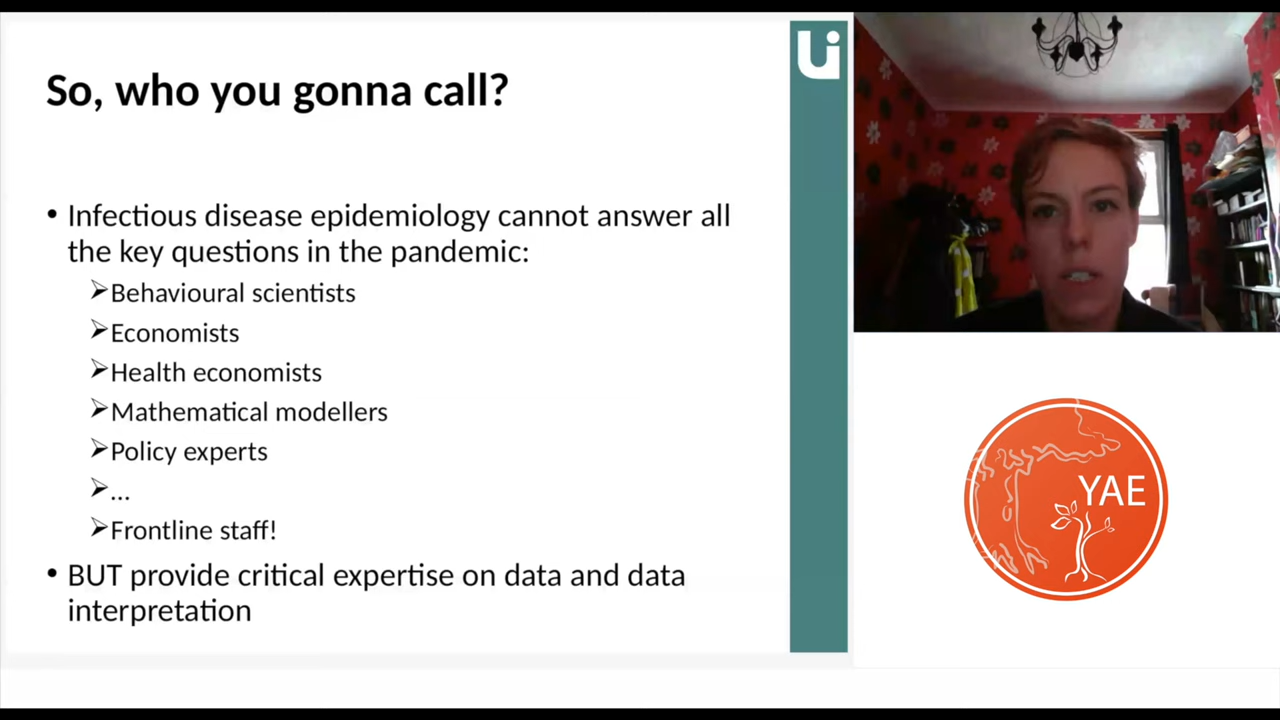 So, who you gonna call?
• Infectious disease epidemiology cannot answer all
the key questions in the pandemic:
➢Behavioural scientists
➢Economists
➢Health economists
➢Mathematical modellers
➢Policy experts
➢...
➢Frontline staff!
• BUT provide critical expertise on data and data
interpretation
Ui
YAE